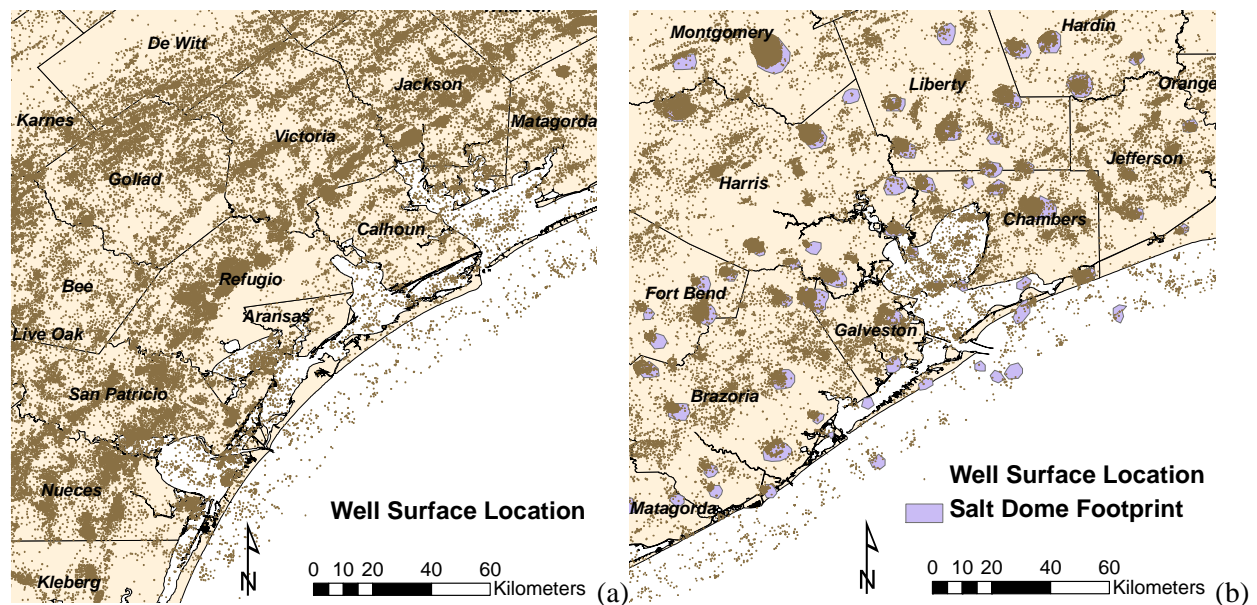 De Witt
Jackson
Karnes
Victoria
Matagorda
Goliad
Calhoun
Bee
Refugio
Aransas
Live Oak
San Patricio
Nueces
Kleberg
Well Surface Location
N
0 10 20 40 60
Kilometers
(a)
Montgomery
Hardin
Liberty
Orange
Harris
Jefferson
Chambers
Fort Bend
Galveston
Brazoria
Matagorda
Well Surface Location
Salt Dome Footprint
N
0 10 20 40 60
Kilometers
(b)